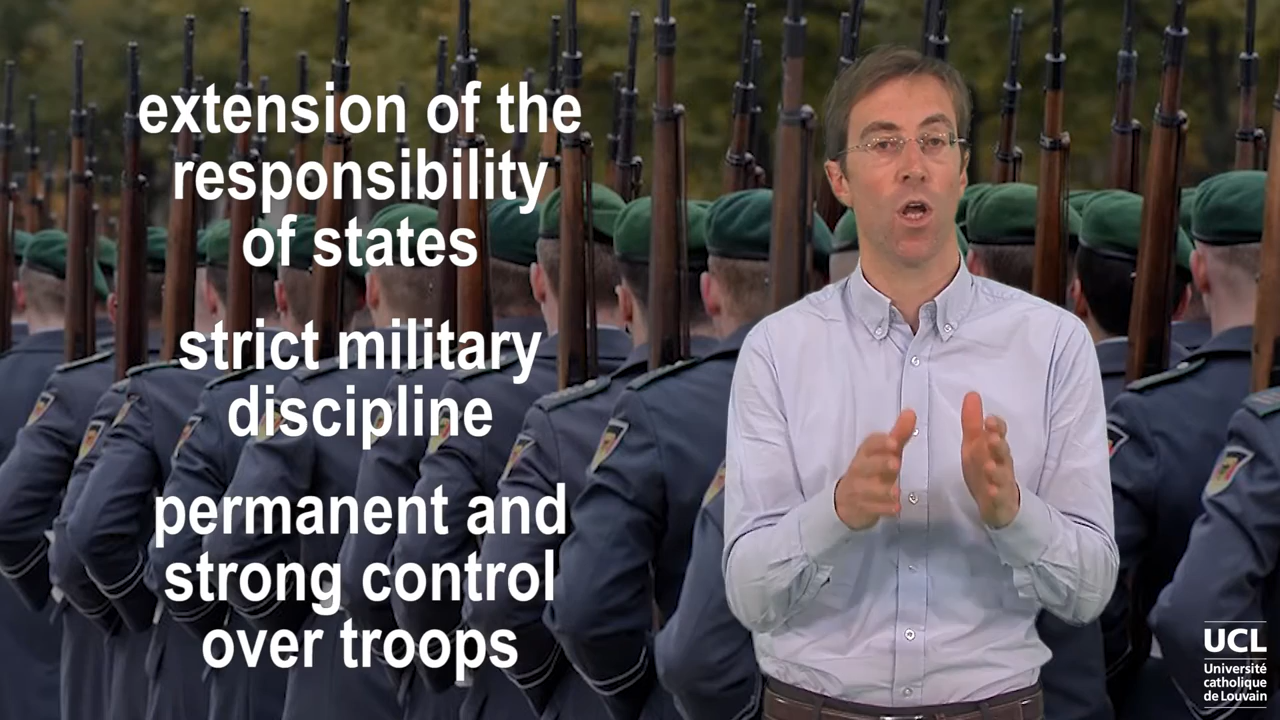 extension of the
responsibility
of states
strict military
discipline
permanent and
strong control
over troops
UCL
Université
catholique
de Louvain